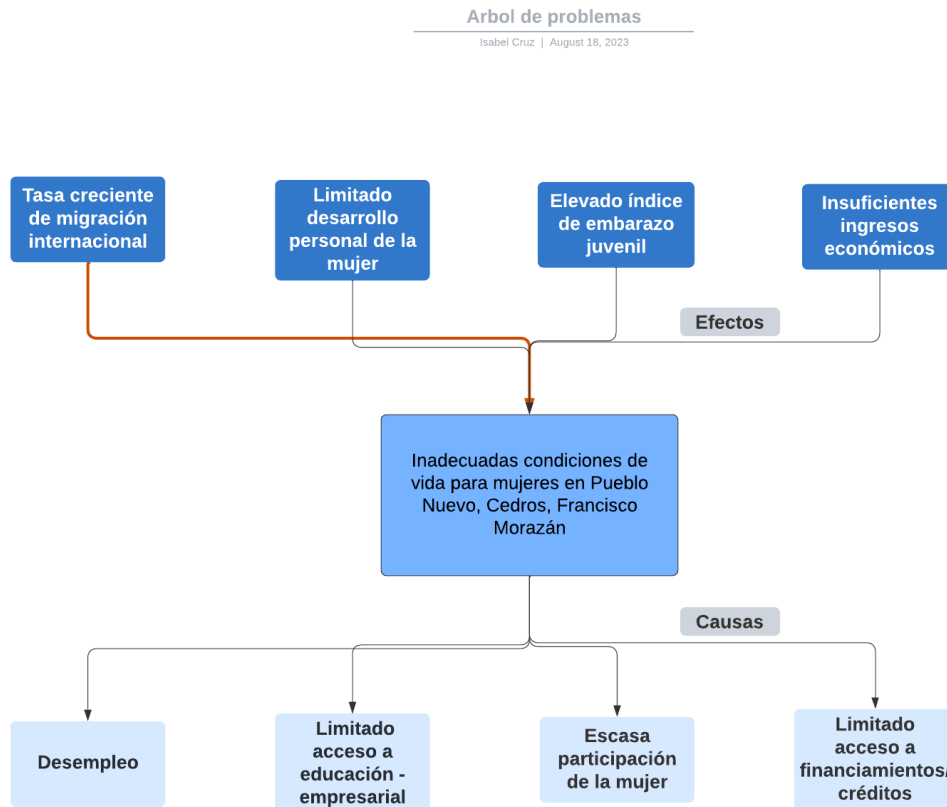 Arbol de problemas
Isabel Cruz | August 18, 2023
Tasa creciente
de migración
internacional
Limitado
desarrollo
personal de la
mujer
Elevado índice
de embarazo
juvenil
Insuficientes
ingresos
económicos
Efectos
Inadecuadas condiciones de
vida para mujeres en Pueblo
Nuevo, Cedros, Francisco
Morazán
Causas
Desempleo
Limitado
acceso a
educación -
empresarial
Escasa
participación
de la mujer
Limitado
acceso a
financiamientos/
créditos